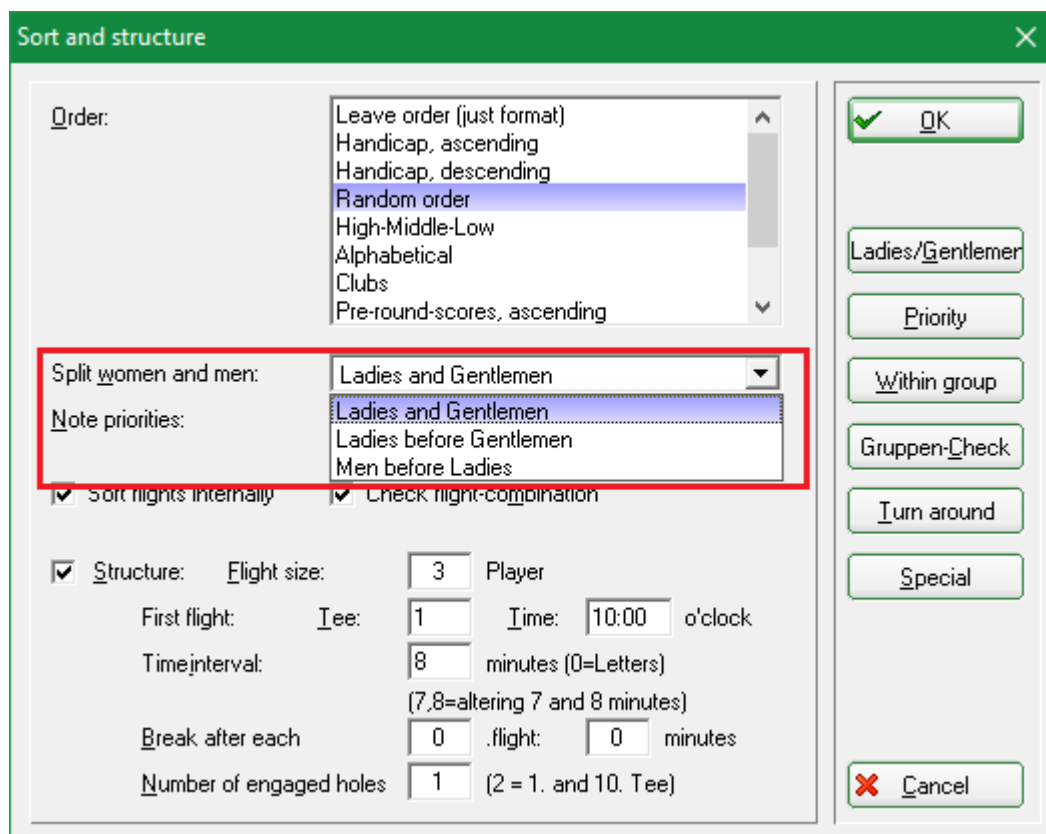 Sort and structure
Order:
Leave order (just format)
Handicap, ascending
Handicap, descending
Random order
High-Middle-Low
Alphabetical
Clubs
Pre-round-scores, ascending
Split women and men:
Ladies and Gentlemen
Note priorities:
Ladies and Gentlemen
Ladies before Gentlemen
Men before Ladies
Sort flights internally
Check flight-combination
Structure:
Flight size:
3
Player
First flight:
Tee:
1
Time:
10:00
o'clock
Timeinterval:
8
minutes (0=Letters)
(7,8=altering 7 and 8 minutes)
Break after each
0
.flight:
0
minutes
Number of engaged holes
1
(2 = 1. and 10. Tee)
OK
Ladies/Gentlemen
Priority
Within group
Gruppen-Check
Turn around
Special
Cancel